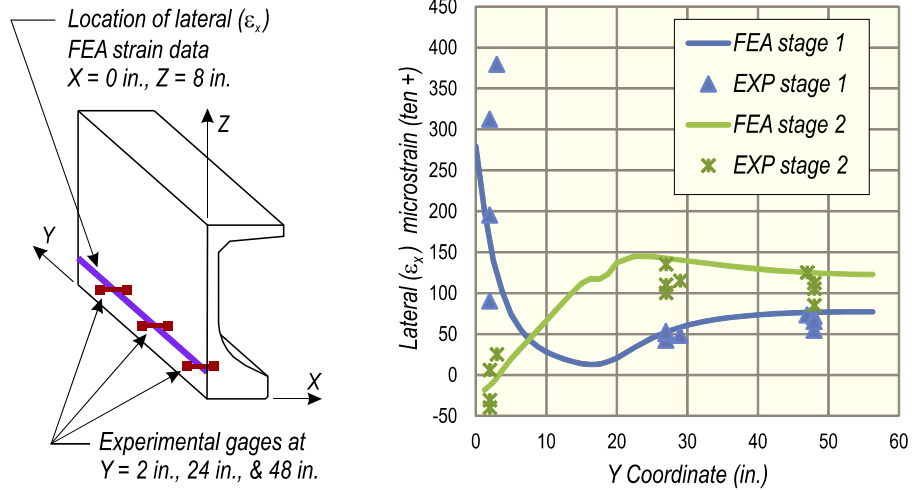 Location of lateral (εx)
FEA strain data
X = 0 in., Z = 8 in.
Z
Y
X
Experimental gages at
Y = 2 in., 24 in., & 48 in.
Lateral (εx) microstrain (ten +)
450
400
350
300
250
200
150
100
50
0
-50
0 10 20 30 40 50 60
Y Coordinate (in.)
FEA stage 1
EXP stage 1
FEA stage 2
EXP stage 2